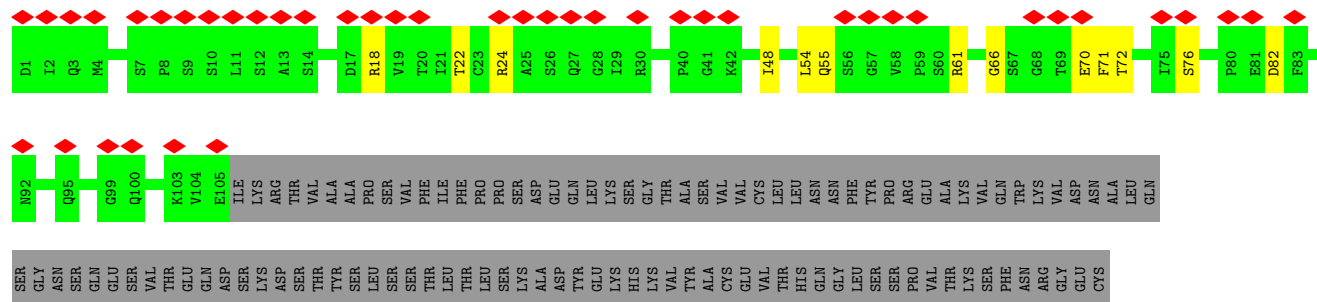 D1 I2 Q3 M4 S7 P8 S9 S10 L11 S12 A13 S14 D17 R18 V19 T20 I21 T22 C23 R24 A25 S26 Q27 G28 I29 R30 P40 G41 K42 I48 L54 Q55 S56 G57 V58 P59 S60 R61 G66 S67 G68 T69 E70 F71 T72 I75 S76 P80 E81 D82 F83
N92 Q95 G99 Q100 K103 V104 E105 ILE LYS ARG THR VAL ALA ALA PRO SER VAL PHE ILE PHE PRO PRO SER ASP GLU GLN LEU LYS SER GLY THR ALA SER VAL VAL CYS LEU LEU ASN ASN PHE TYR PRO ARG GLU ALA LYS VAL GLN TRP LYS VAL ASP ASN ALA LEU GLN
SER GLY ASN SER GLN GLU SER VAL THR GLU GLN ASP SER LYS ASP SER THR TYR SER LEU SER SER THR LEU THR LEU SER LYS ALA ASP TYR GLU LYS HIS LYS VAL TYR ALA CYS GLU VAL THR HIS GLN GLY LEU SER SER PRO VAL THR LYS SER PHE ASN ARG GLY GLU CYS